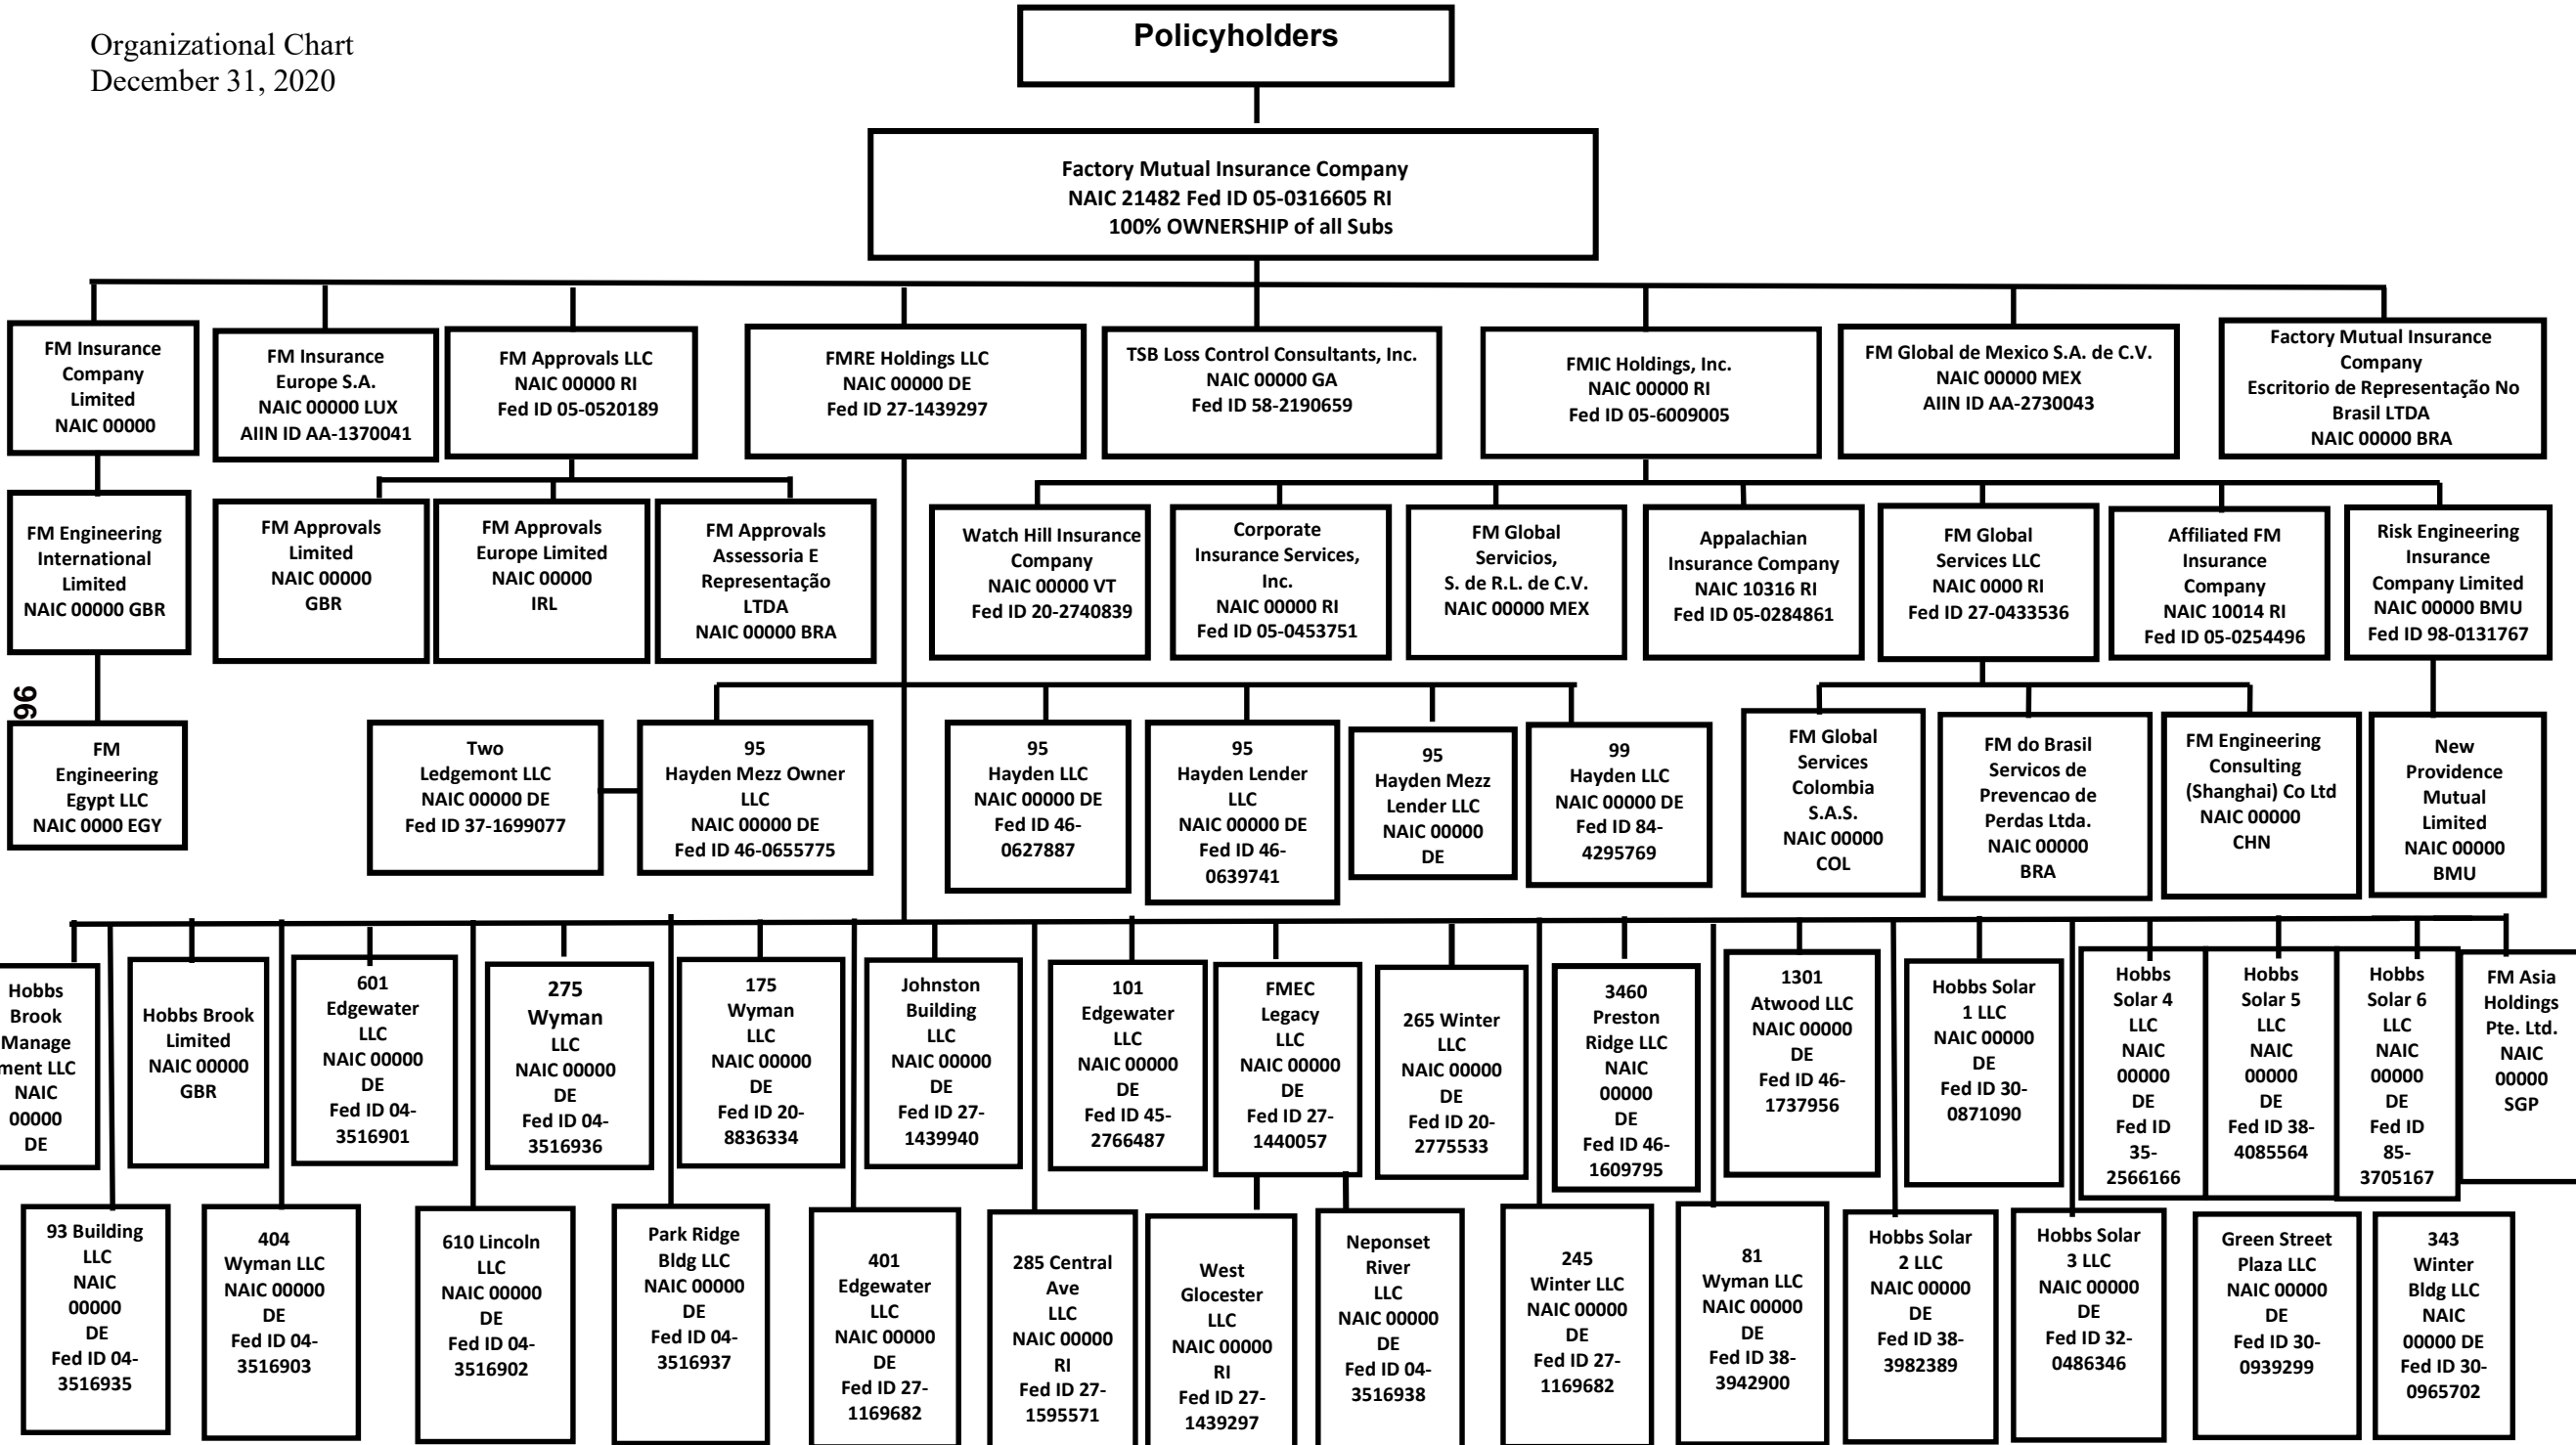 Organizational Chart
December 31, 2020
Policyholders
Factory Mutual Insurance Company
NAIC 21482 Fed ID 05-0316605 RI
100% OWNERSHIP of all Subs
FM Insurance
Company
Limited
NAIC 00000
FM Insurance
Europe S.A.
NAIC 00000 LUX
AIIN ID AA-1370041
FM Approvals LLC
NAIC 00000 RI
Fed ID 05-0520189
FMRE Holdings LLC
NAIC 00000 DE
Fed ID 27-1439297
TSB Loss Control Consultants, Inc.
NAIC 00000 GA
Fed ID 58-2190659
FMIC Holdings, Inc.
NAIC 00000 RI
Fed ID 05-6009005
FM Global de Mexico S.A. de C.V.
NAIC 00000 MEX
AIIN ID AA-2730043
Factory Mutual Insurance
Company
Escritorio de Representação No
Brasil LTDA
NAIC 00000 BRA
FM Engineering
International
Limited
NAIC 00000 GBR
FM Approvals
Limited
NAIC 00000
GBR
FM Approvals
Europe Limited
NAIC 00000
IRL
FM Approvals
Assessoria E
Representação
LTDA
NAIC 00000 BRA
Watch Hill Insurance
Company
NAIC 00000 VT
Fed ID 20-2740839
Corporate
Insurance Services,
Inc.
NAIC 00000 RI
Fed ID 05-0453751
FM Global
Servicios,
S. de R.L. de C.V.
NAIC 00000 MEX
Appalachian
Insurance Company
NAIC 10316 RI
Fed ID 05-0284861
FM Global
Services LLC
NAIC 0000 RI
Fed ID 27-0433536
Affiliated FM
Insurance
Company
NAIC 10014 RI
Fed ID 05-0254496
Risk Engineering
Insurance
Company Limited
NAIC 00000 BMU
Fed ID 98-0131767
96
FM
Engineering
Egypt LLC
NAIC 0000 EGY
Two
Ledgemont LLC
NAIC 00000 DE
Fed ID 37-1699077
95
Hayden Mezz Owner
LLC
NAIC 00000 DE
Fed ID 46-0655775
95
Hayden LLC
NAIC 00000 DE
Fed ID 46-
0627887
95
Hayden Lender
LLC
NAIC 00000 DE
Fed ID 46-
0639741
95
Hayden Mezz
Lender LLC
NAIC 00000
DE
99
Hayden LLC
NAIC 00000 DE
Fed ID 84-
4295769
FM Global
Services
Colombia
S.A.S.
NAIC 00000
COL
FM do Brasil
Servicos de
Prevencao de
Perdas Ltda.
NAIC 00000
BRA
FM Engineering
Consulting
(Shanghai) Co Ltd
NAIC 00000
CHN
New
Providence
Mutual
Limited
NAIC 00000
BMU
Hobbs
Brook
Manage
ment LLC
NAIC
00000
DE
Hobbs Brook
Limited
NAIC 00000
GBR
601
Edgewater
LLC
NAIC 00000
DE
Fed ID 04-
3516901
275
Wyman
LLC
NAIC 00000
DE
Fed ID 04-
3516936
175
Wyman
LLC
NAIC 00000
DE
Fed ID 20-
8836334
Johnston
Building
LLC
NAIC 00000
DE
Fed ID 27-
1439940
101
Edgewater
LLC
NAIC 00000
DE
Fed ID 45-
2766487
FMEC
Legacy
LLC
NAIC 00000
DE
Fed ID 27-
1440057
265 Winter
LLC
NAIC 00000
DE
Fed ID 20-
2775533
3460
Preston
Ridge LLC
NAIC
00000
DE
Fed ID 46-
1609795
1301
Atwood LLC
NAIC 00000
DE
Fed ID 46-
1737956
Hobbs Solar
1 LLC
NAIC 00000
DE
Fed ID 30-
0871090
Hobbs
Solar 4
LLC
NAIC
00000
DE
Fed ID
35-
2566166
Hobbs
Solar 5
LLC
NAIC
00000
DE
Fed ID 38-
4085564
Hobbs
Solar 6
LLC
NAIC
00000
DE
Fed ID
85-
3705167
FM Asia
Holdings
Pte. Ltd.
NAIC
00000
SGP
93 Building
LLC
NAIC
00000
DE
Fed ID 04-
3516935
404
Wyman LLC
NAIC 00000
DE
Fed ID 04-
3516903
610 Lincoln
LLC
NAIC 00000
DE
Fed ID 04-
3516902
Park Ridge
Bldg LLC
NAIC 00000
DE
Fed ID 04-
3516937
401
Edgewater
LLC
NAIC 00000
DE
Fed ID 27-
1169682
285 Central
Ave
LLC
NAIC 00000
RI
Fed ID 27-
1595571
West
Glocester
LLC
NAIC 00000
RI
Fed ID 27-
1439297
Neponset
River
LLC
NAIC 00000
DE
Fed ID 04-
3516938
245
Winter LLC
NAIC 00000
DE
Fed ID 27-
1169682
81
Wyman LLC
NAIC 00000
DE
Fed ID 38-
3942900
Hobbs Solar
2 LLC
NAIC 00000
DE
Fed ID 38-
3982389
Hobbs Solar
3 LLC
NAIC 00000
DE
Fed ID 32-
0486346
Green Street
Plaza LLC
NAIC 00000
DE
Fed ID 30-
0939299
343
Winter
Bldg LLC
NAIC
00000 DE
Fed ID 30-
0965702